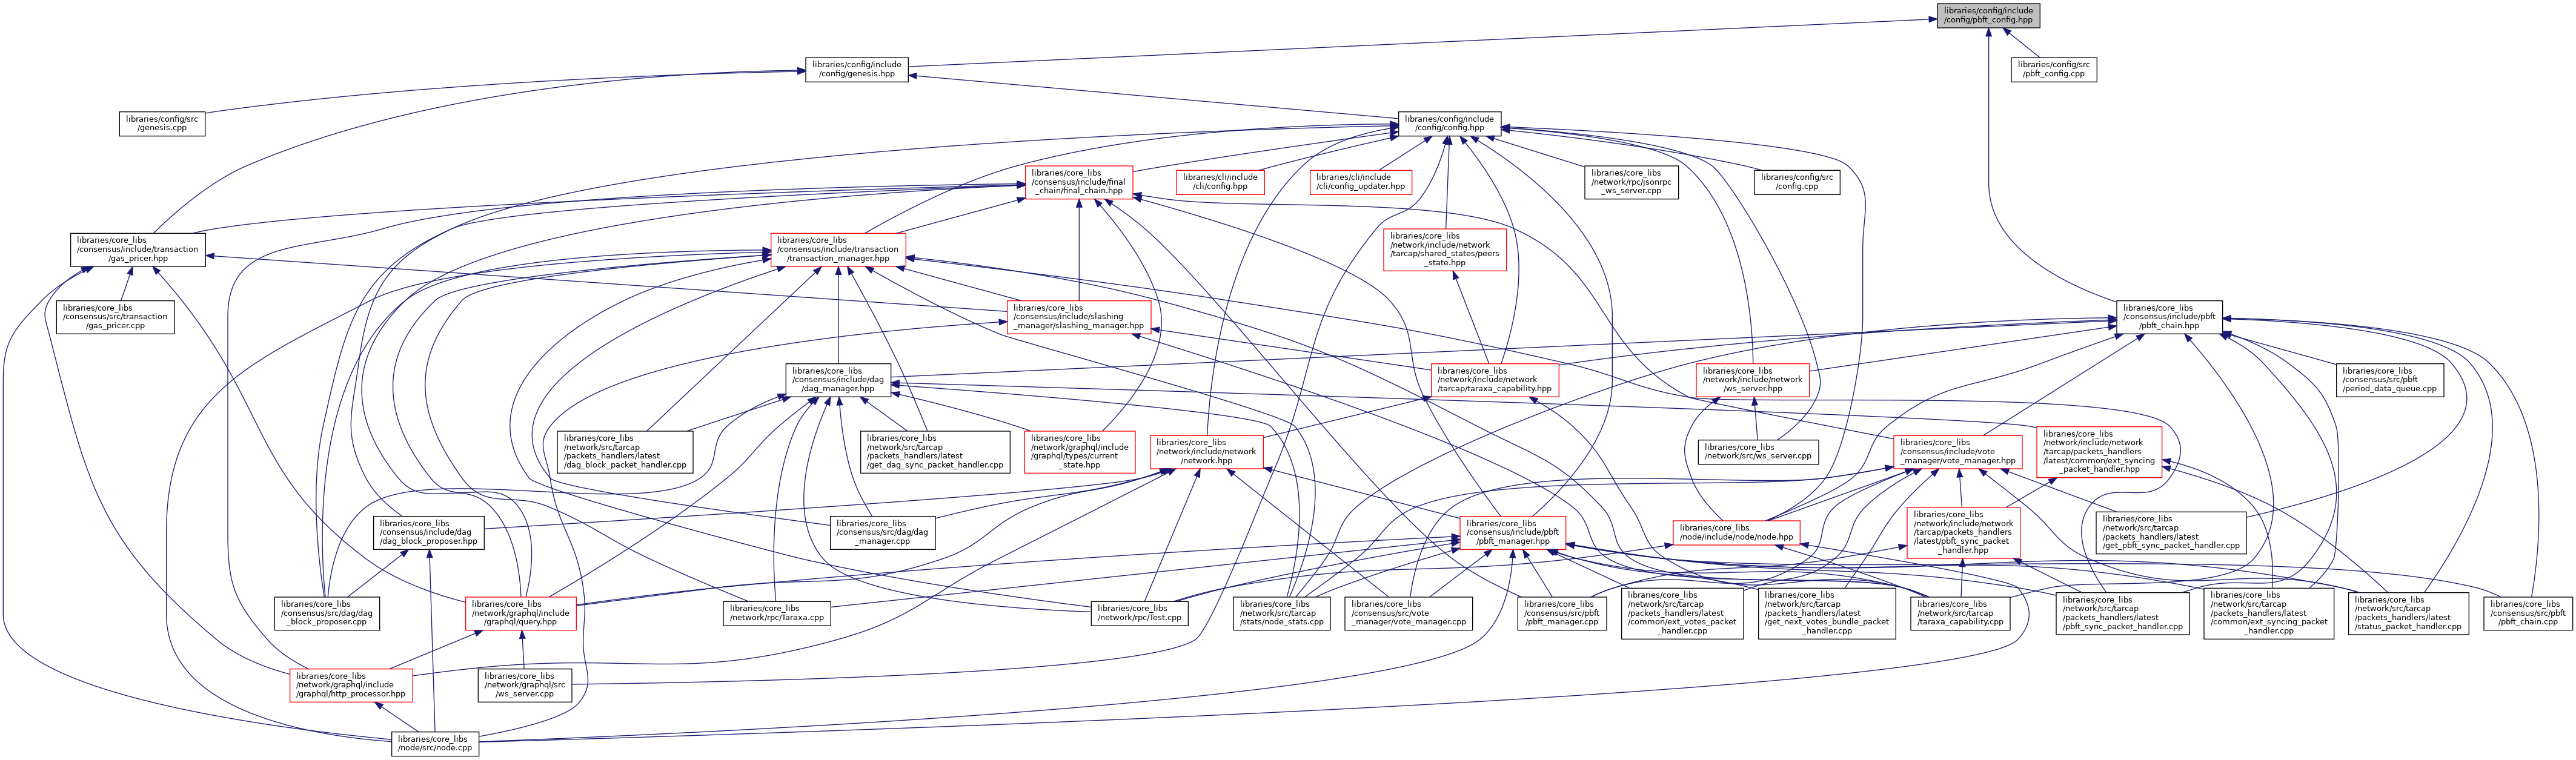 libraries/config/include
/config/pbft_config.hpp
libraries/config/include
/config/genesis.hpp
libraries/config/src
/pbft_config.cpp
libraries/config/src
/genesis.cpp
libraries/config/include
/config/config.hpp
libraries/core_libs
/consensus/include/final
_chain/final_chain.hpp
libraries/cli/include
/cli/config.hpp
libraries/cli/include
/cli/config_updater.hpp
libraries/core_libs
/network/rpc/jsonrpc
_ws_server.cpp
libraries/config/src
/config.cpp
libraries/core_libs
/consensus/include/transaction
/gas_pricer.hpp
libraries/core_libs
/consensus/include/transaction
/transaction_manager.hpp
libraries/core_libs
/network/include/network
/tarcap/shared_states/peers
_state.hpp
libraries/core_libs
/consensus/src/transaction
/gas_pricer.cpp
libraries/core_libs
/consensus/include/slashing
_manager/slashing_manager.hpp
libraries/core_libs
/consensus/include/pbft
/pbft_chain.hpp
libraries/core_libs
/consensus/include/dag
/dag_manager.hpp
libraries/core_libs
/network/include/network
/tarcap/taraxa_capability.hpp
libraries/core_libs
/network/include/network
/ws_server.hpp
libraries/core_libs
/consensus/src/pbft
/period_data_queue.cpp
libraries/core_libs
/network/src/tarcap
/packets_handlers/latest
/dag_block_packet_handler.cpp
libraries/core_libs
/network/src/tarcap
/packets_handlers/latest
/get_dag_sync_packet_handler.cpp
libraries/core_libs
/network/graphql/include
/graphql/types/current
_state.hpp
libraries/core_libs
/network/include/network
/network.hpp
libraries/core_libs
/network/src/ws_server.cpp
libraries/core_libs
/consensus/include/vote
_manager/vote_manager.hpp
libraries/core_libs
/network/include/network
/tarcap/packets_handlers
/latest/common/ext_syncing
_packet_handler.hpp
libraries/core_libs
/consensus/include/dag
/dag_block_proposer.hpp
libraries/core_libs
/consensus/src/dag/dag
_manager.cpp
libraries/core_libs
/consensus/include/pbft
/pbft_manager.hpp
libraries/core_libs
/node/include/node/node.hpp
libraries/core_libs
/network/include/network
/tarcap/packets_handlers
/latest/pbft_sync_packet
_handler.hpp
libraries/core_libs
/network/src/tarcap
/packets_handlers/latest
/get_pbft_sync_packet_handler.cpp
libraries/core_libs
/consensus/src/dag/dag
_block_proposer.cpp
libraries/core_libs
/network/graphql/include
/graphql/query.hpp
libraries/core_libs
/network/rpc/Taraxa.cpp
libraries/core_libs
/network/rpc/Test.cpp
libraries/core_libs
/network/src/tarcap
/stats/node_stats.cpp
libraries/core_libs
/consensus/src/vote
_manager/vote_manager.cpp
libraries/core_libs
/consensus/src/pbft
/pbft_manager.cpp
libraries/core_libs
/network/src/tarcap
/packets_handlers/latest
/common/ext_votes_packet
_handler.cpp
libraries/core_libs
/network/src/tarcap
/packets_handlers/latest
/get_next_votes_bundle_packet
_handler.cpp
libraries/core_libs
/network/src/tarcap
/taraxa_capability.cpp
libraries/core_libs
/network/src/tarcap
/packets_handlers/latest
/pbft_sync_packet_handler.cpp
libraries/core_libs
/network/src/tarcap
/packets_handlers/latest
/common/ext_syncing_packet
_handler.cpp
libraries/core_libs
/network/src/tarcap
/packets_handlers/latest
/status_packet_handler.cpp
libraries/core_libs
/consensus/src/pbft
/pbft_chain.cpp
libraries/core_libs
/network/graphql/include
/graphql/http_processor.hpp
libraries/core_libs
/network/graphql/src
/ws_server.cpp
libraries/core_libs
/node/src/node.cpp